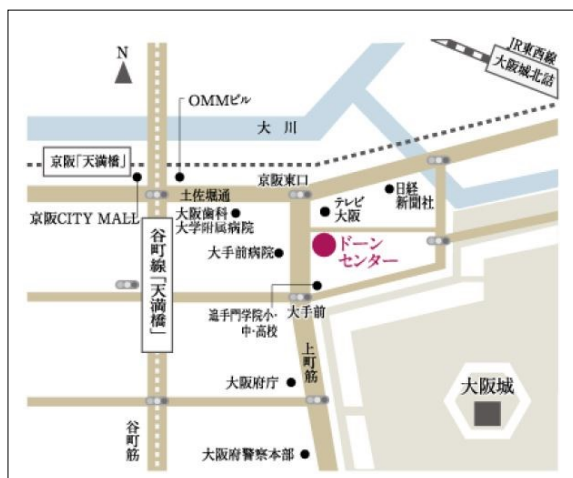 N
JR東西線
大阪城北詰
OMMビル
大川
京阪「天満橋」
京阪東口
土佐堀通
日経
新聞社
テレビ
大阪
京阪CITY MALL
大阪歯科
大学附属病院
ドーン
センター
大手前病院
谷町線「天満橋」
追手門学院小・
中・高校
大手前
上町筋
大阪府庁
大阪城
谷町筋
大阪府警察本部